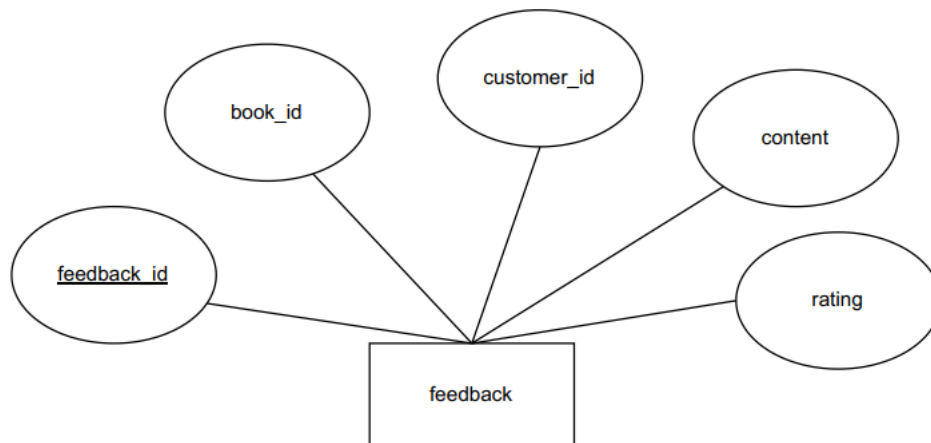 customer_id
book_id
content
feedback_id
rating
feedback